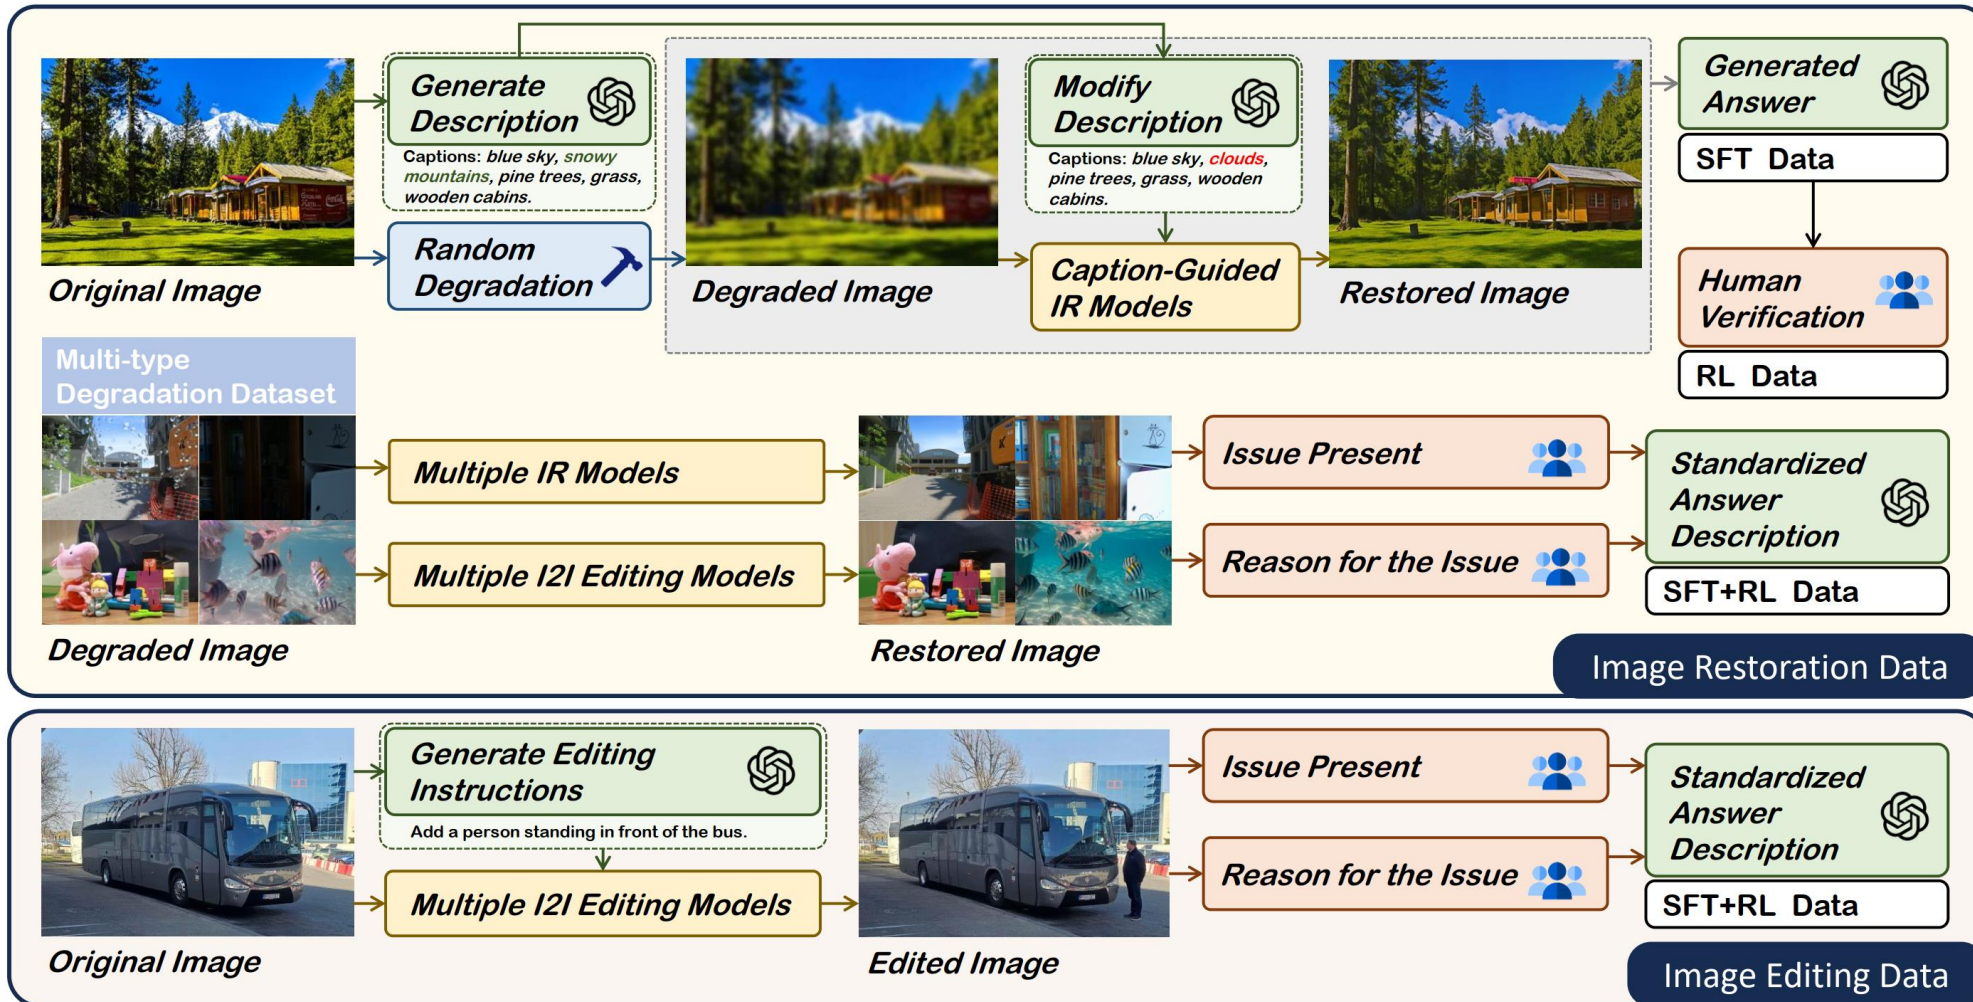 Generate
Description
Captions: blue sky, snowy
mountains, pine trees, grass,
wooden cabins.
Modify
Description
Captions: blue sky, clouds,
pine trees, grass, wooden
cabins.
Generated
Answer
SFT Data
Original Image
Random
Degradation
Degraded Image
Caption-Guided
IR Models
Restored Image
Human
Verification
RL Data
Multi-type
Degradation Dataset
Multiple IR Models
Multiple I2I Editing Models
Issue Present
Reason for the Issue
Standardized
Answer
Description
SFT+RL Data
Degraded Image
Restored Image
Image Restoration Data
Generate Editing
Instructions
Add a person standing in front of the bus.
Multiple I2I Editing Models
Issue Present
Reason for the Issue
Standardized
Answer
Description
SFT+RL Data
Original Image
Edited Image
Image Editing Data